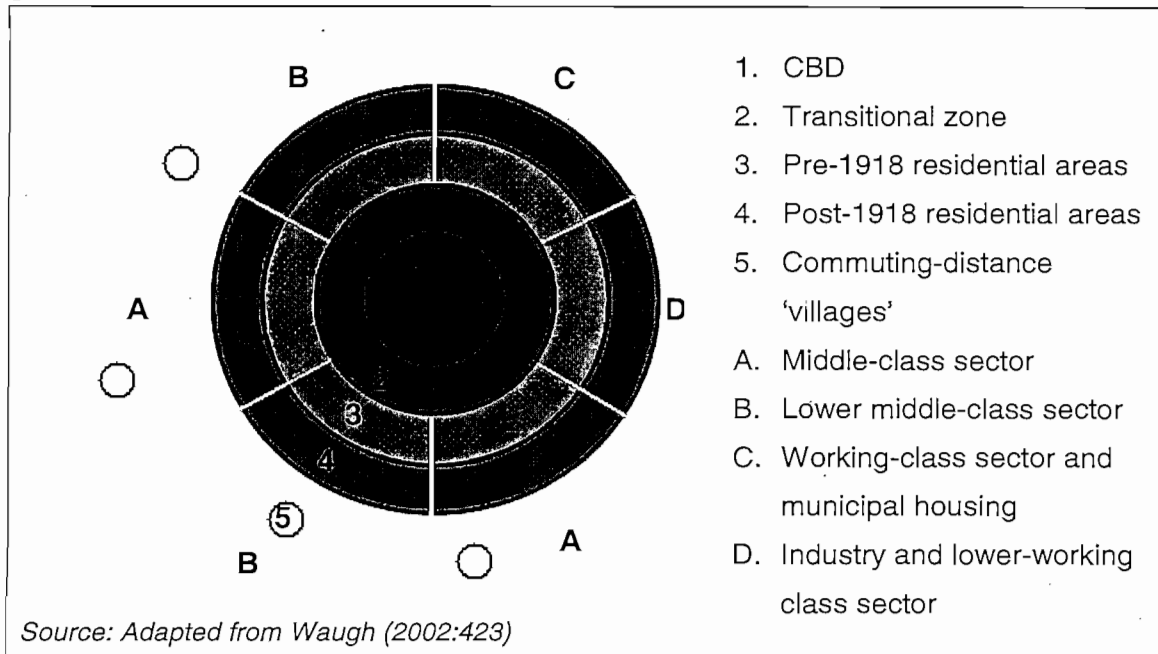 B
C
A
D
2
3
4
5
B
A
1. CBD
2. Transitional zone
3. Pre-1918 residential areas
4. Post-1918 residential areas
5. Commuting-distance
'villages'
A. Middle-class sector
B. Lower middle-class sector
C. Working-class sector and
municipal housing
D. Industry and lower-working
class sector
Source: Adapted from Waugh (2002:423)